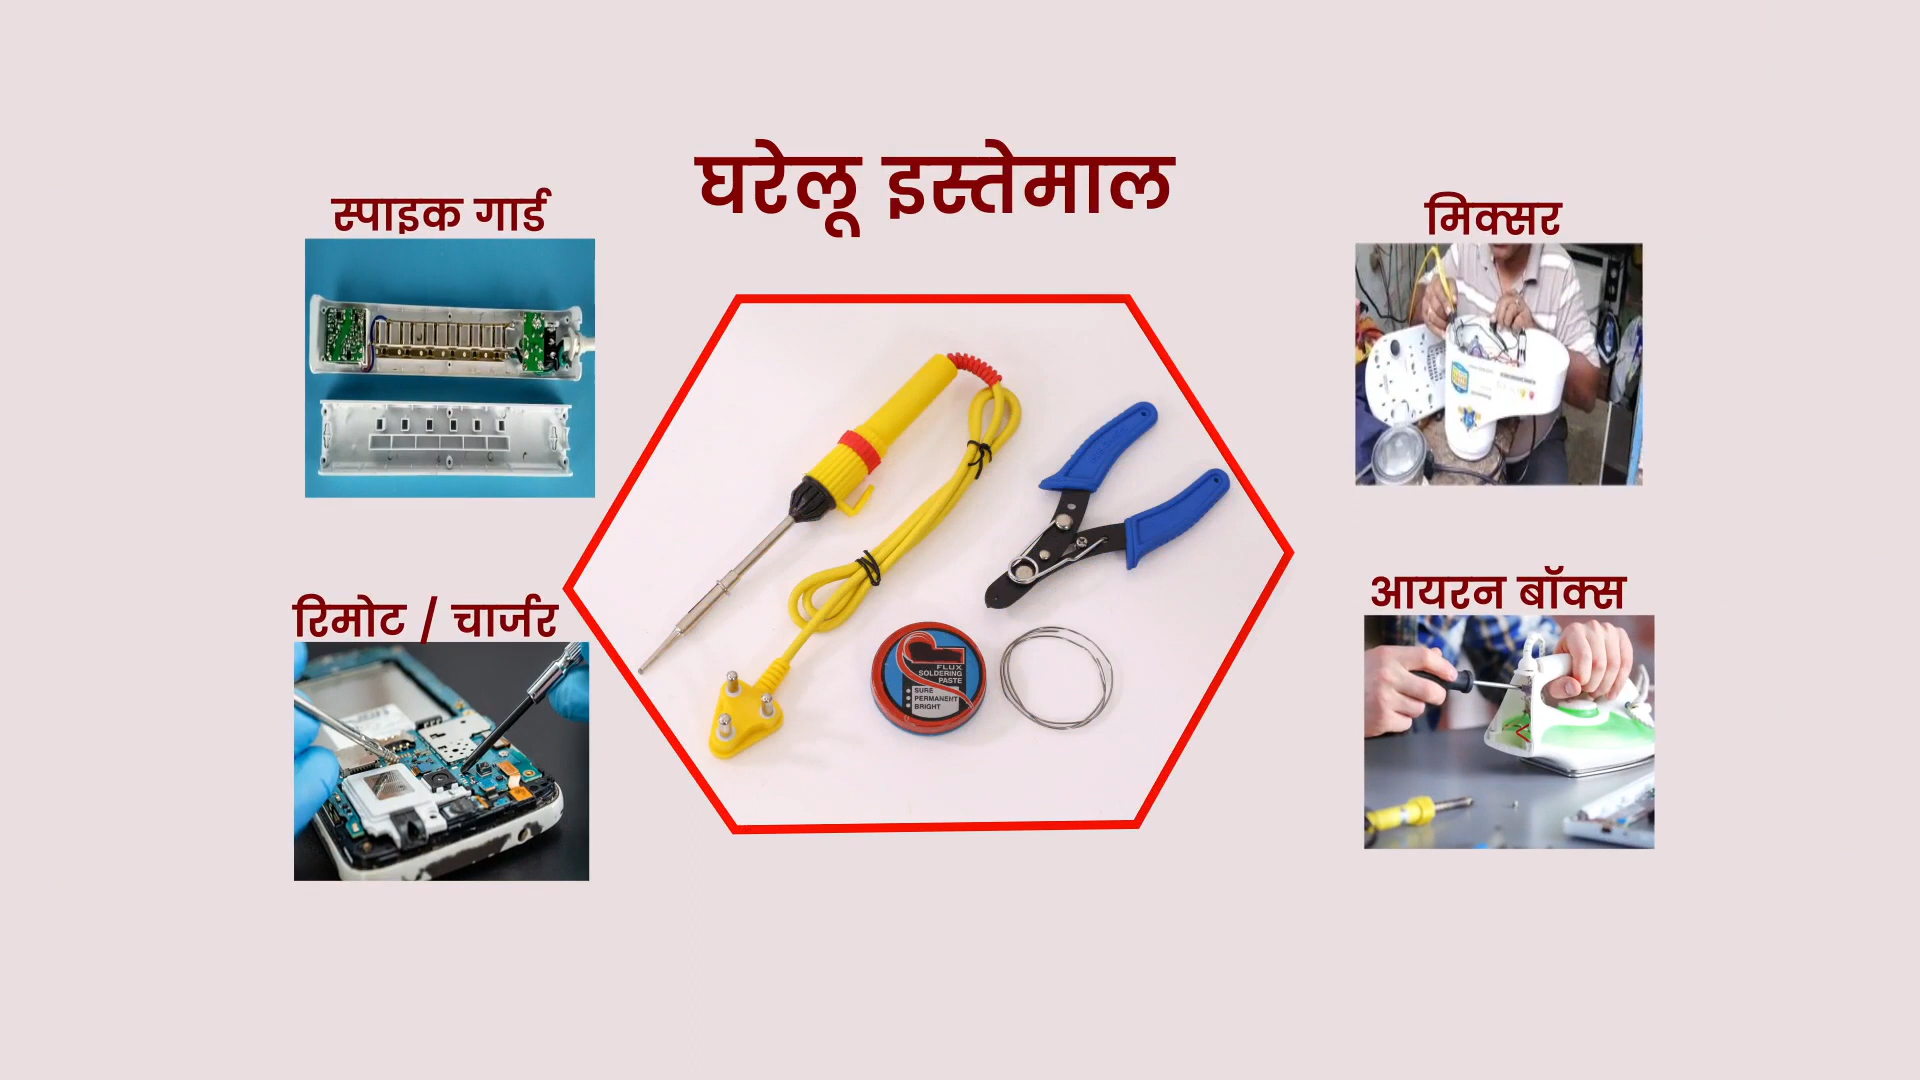 घरेलू इस्तेमाल
स्पाइक गार्ड
मिक्सर
रिमोट / चार्जर
आयरन बॉक्स
FLUX
SOLDERING
PASTE
SURE
PERMANENT
BRIGHT